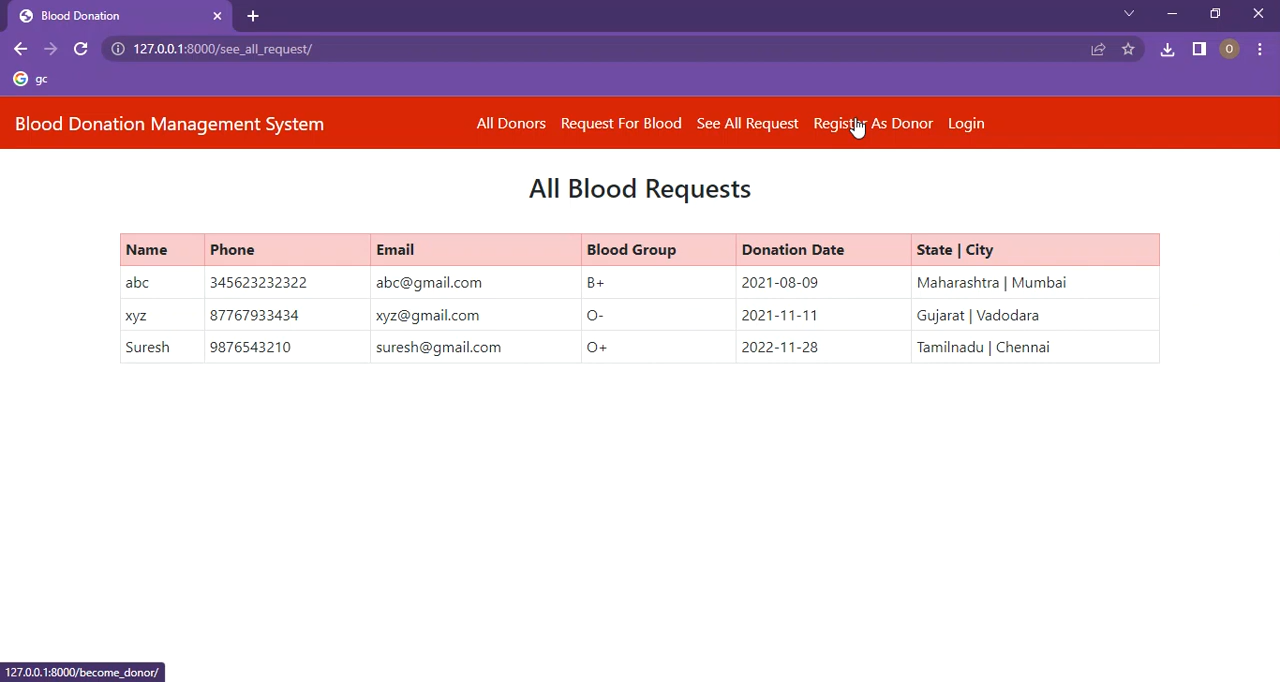 Blood Donation
127.0.0.1:8000/see_all_request/
O
gc
Blood Donation Management System
All Donors Request For Blood See All Request Register As Donor Login
All Blood Requests
Name Phone Email Blood Group Donation Date State | City
abc 345623232322 abc@gmail.com B+ 2021-08-09 Maharashtra | Mumbai
xyz 87767933434 xyz@gmail.com O- 2021-11-11 Gujarat | Vadodara
Suresh 9876543210 suresh@gmail.com O+ 2022-11-28 Tamilnadu | Chennai
127.0.0.1:8000/become_donor/